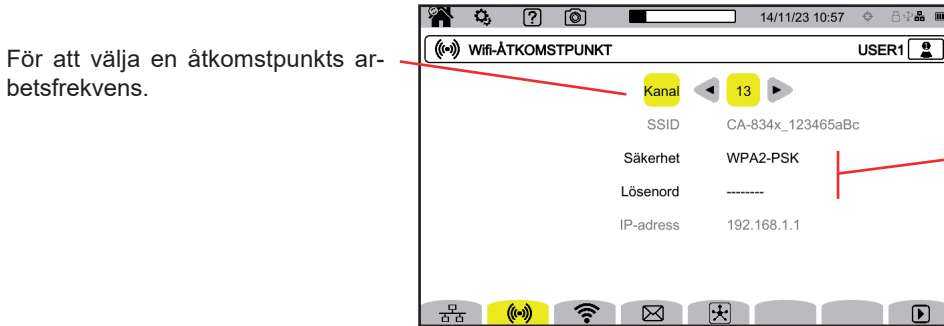 14/11/23 10:57
Wifi-ÅTKOMSTPUNKT USER1
För att välja en åtkomstpunkts ar-
betsfrekvens.
Kanal 13
SSID CA-834x_123465aBc
Säkerhet WPA2-PSK
Lösenord --------
IP-adress 192.168.1.1